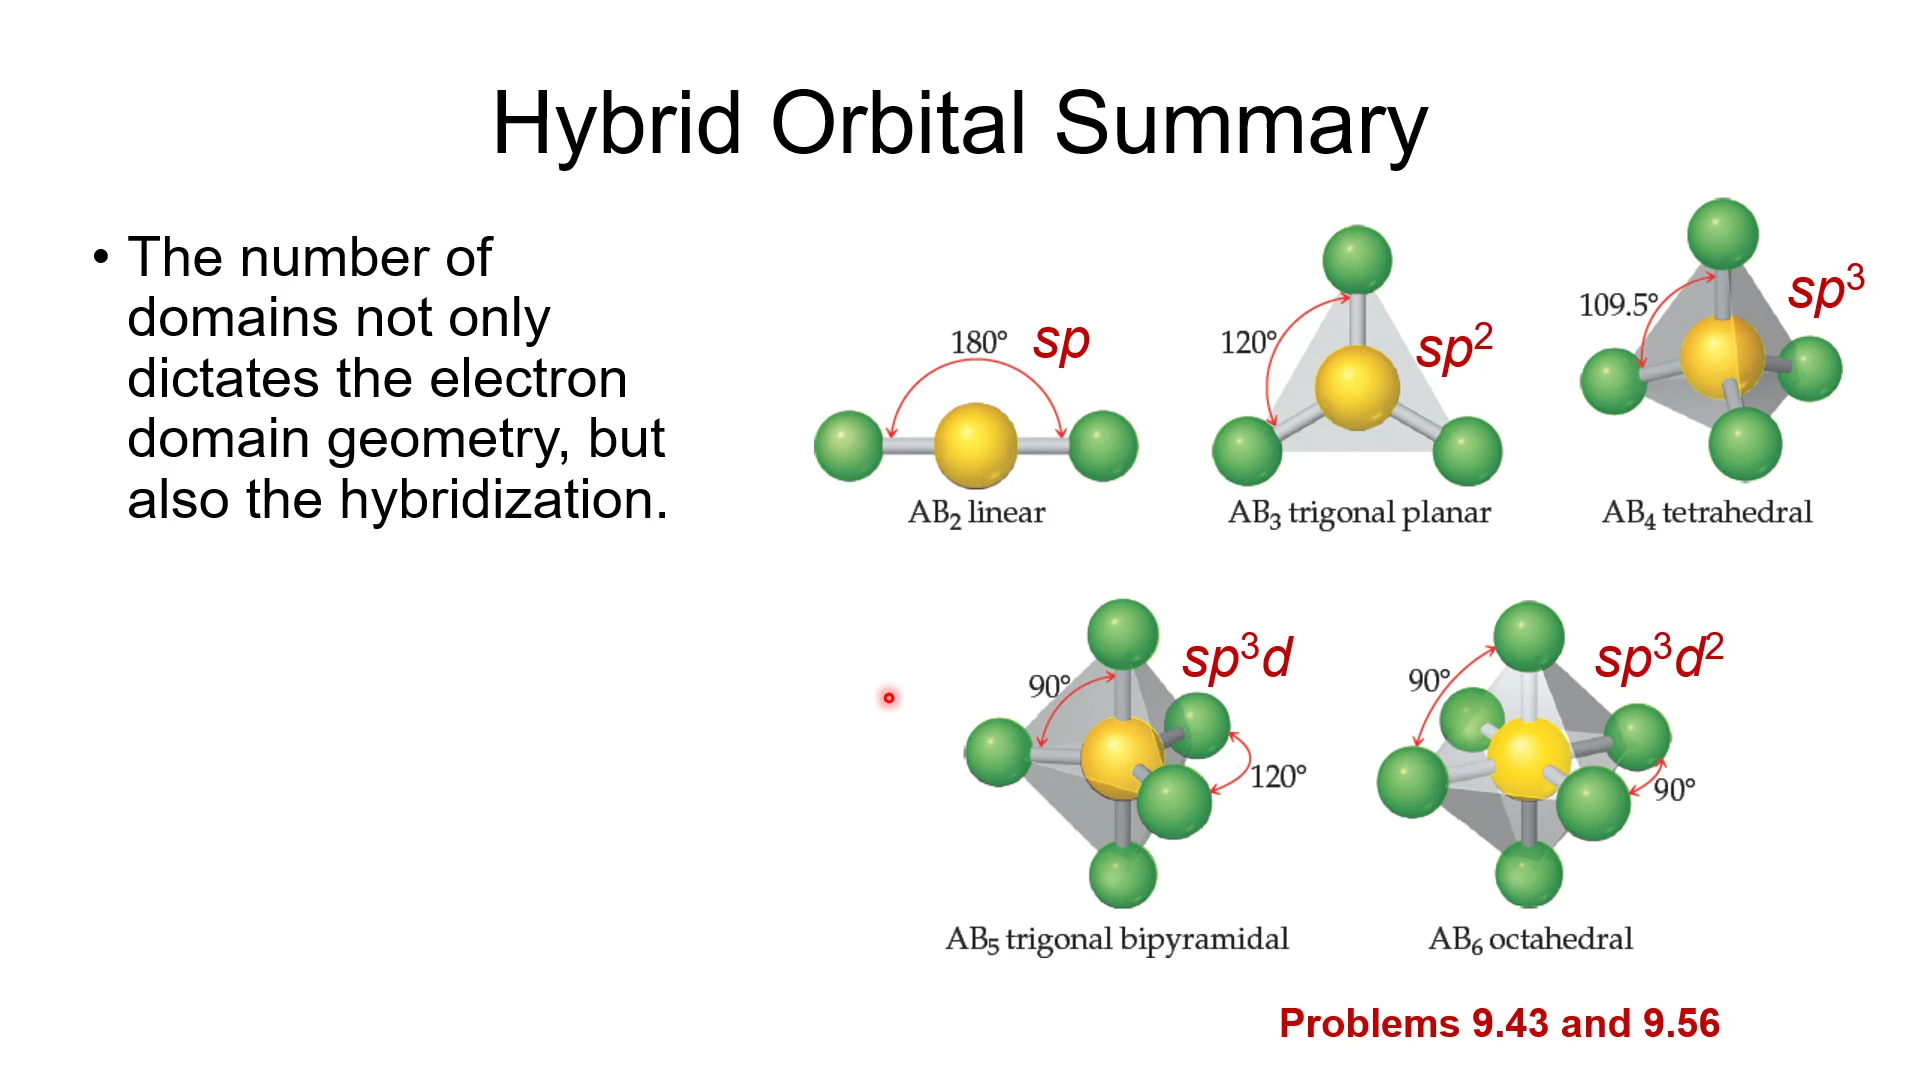 Hybrid Orbital Summary
• The number of
domains not only
dictates the electron
domain geometry, but
also the hybridization.
180° sp
AB₂ linear
120° sp²
AB₃ trigonal planar
109.5° sp³
AB₄ tetrahedral
90° sp³d
120°
AB₅ trigonal bipyramidal
90° sp³d²
90°
AB₆ octahedral
Problems 9.43 and 9.56